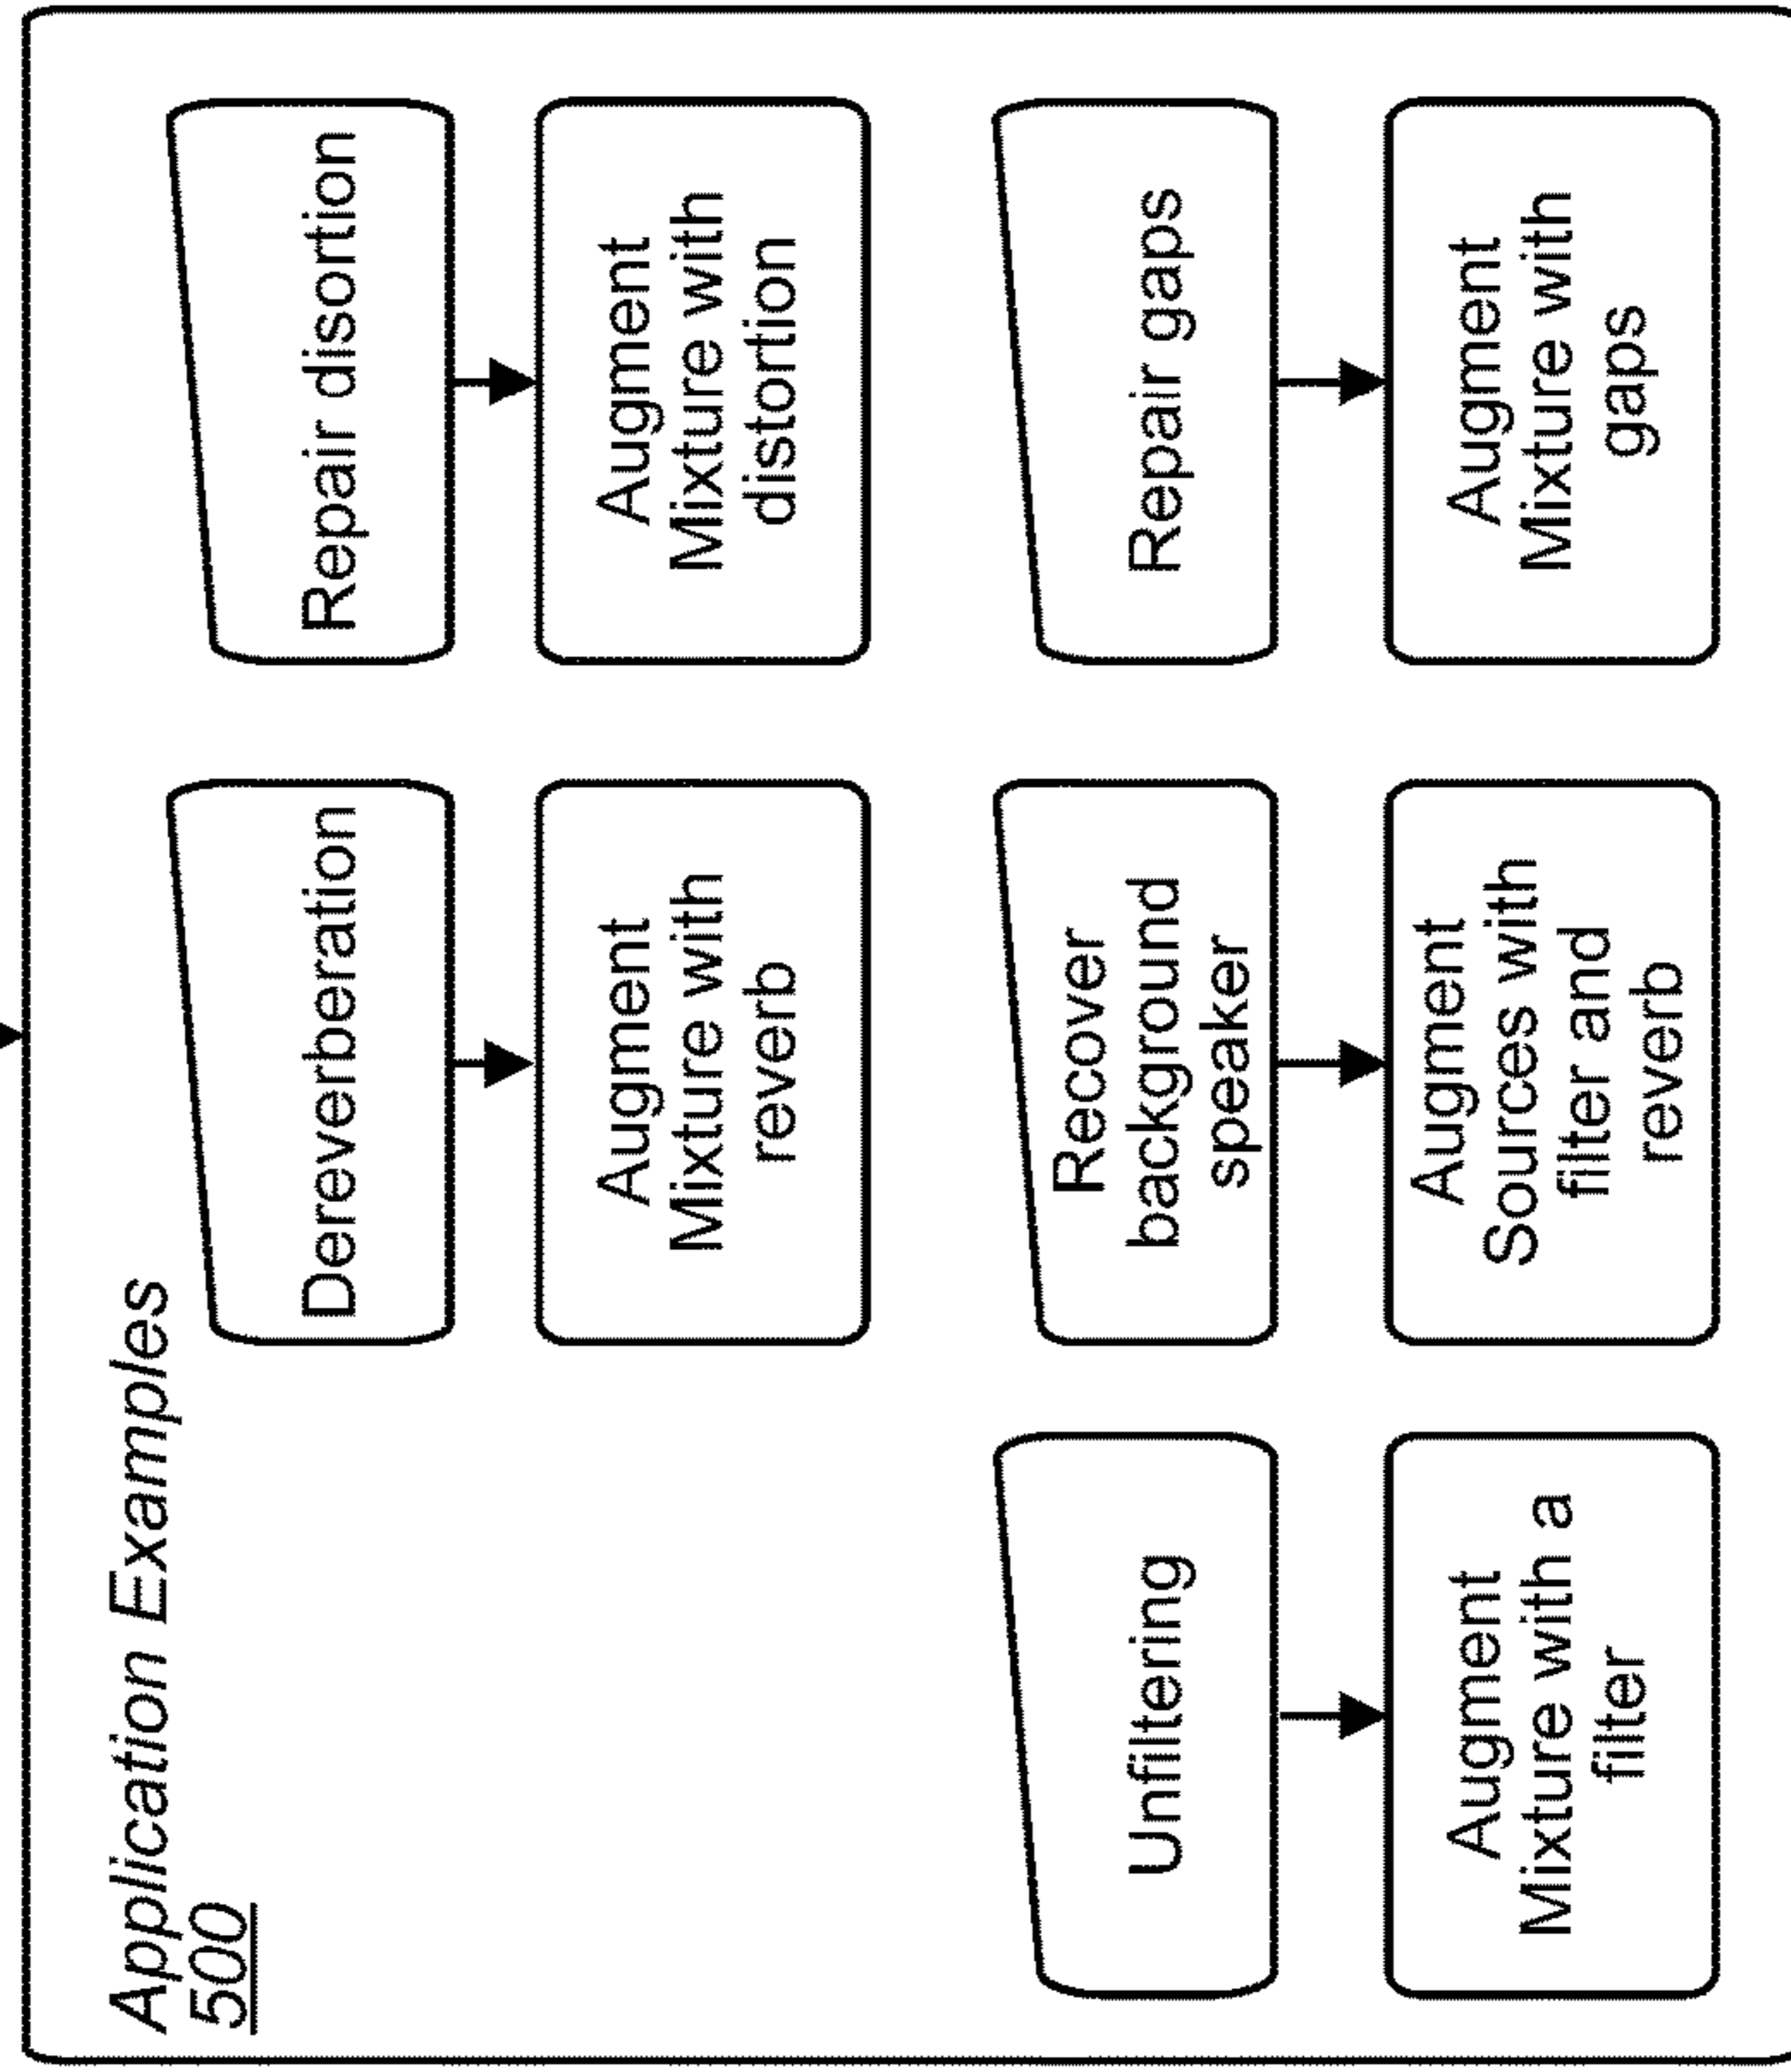 Application Examples
500
Dereverberation
Augment
Mixture with
reverb
Repair disortion
Augment
Mixture with
distortion
Unfiltering
Augment
Mixture with a
filter
Recover
background
speaker
Augment
Sources with
filter and
reverb
Repair gaps
Augment
Mixture with
gaps